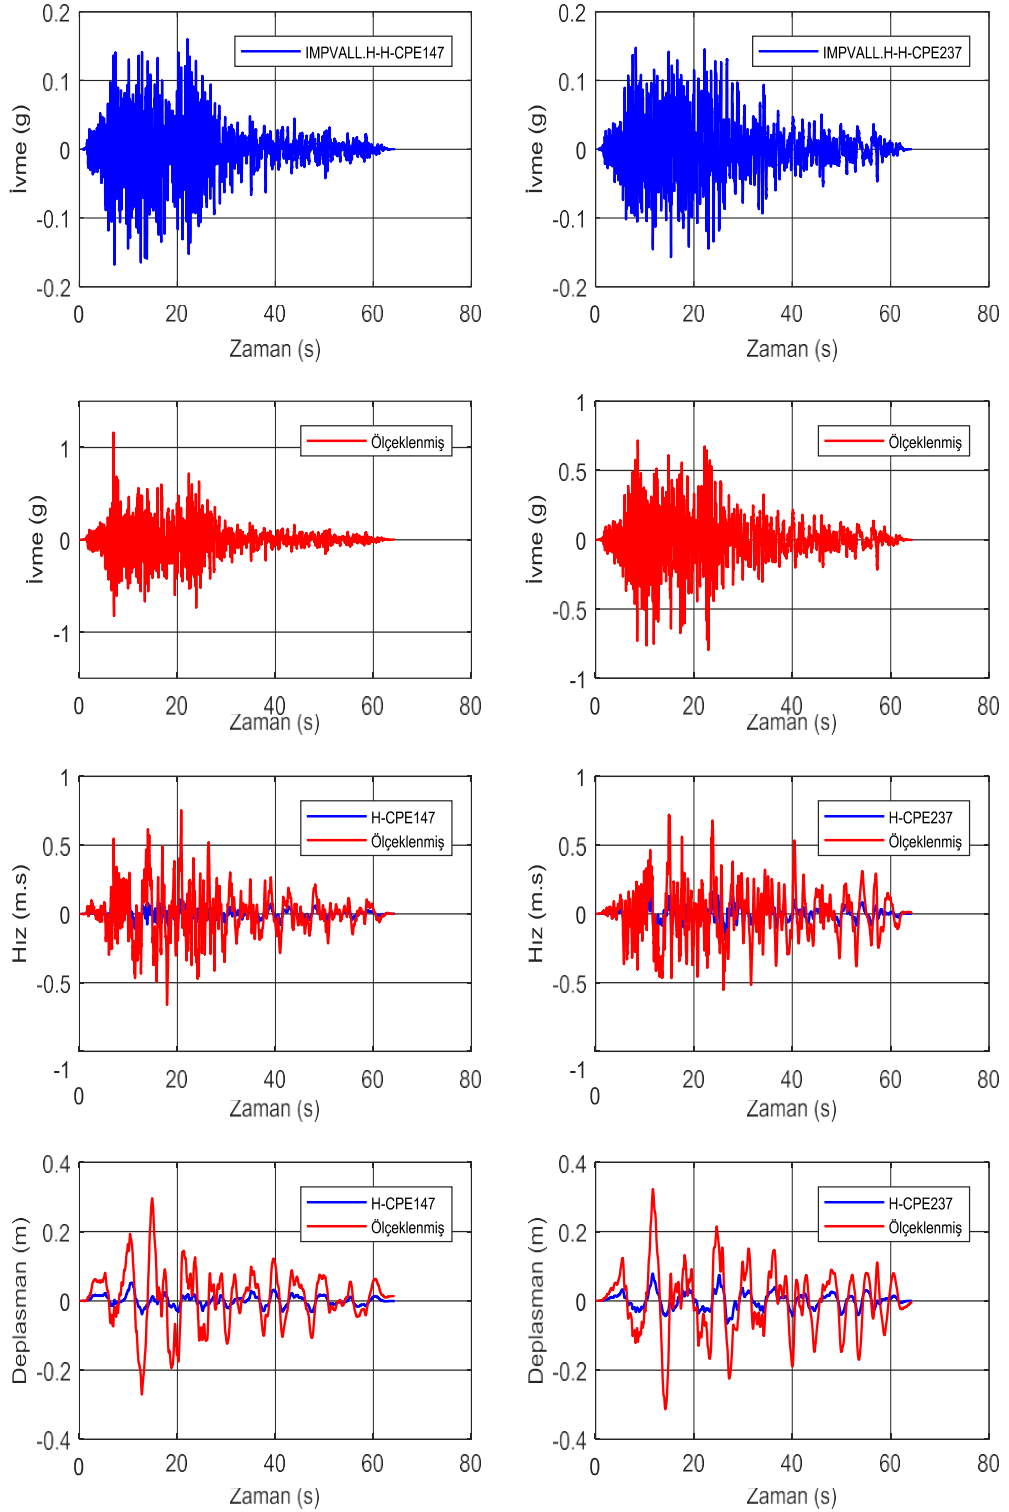 0.2
IMPVALL.H-H-CPE147
0.1
0
-0.1
-0.2
İvme (g)
0 20 40 60 80
Zaman (s)
0.2
IMPVALL.H-H-CPE237
0.1
0
-0.1
-0.2
İvme (g)
0 20 40 60 80
Zaman (s)
Ölçeklenmiş
1
0
-1
İvme (g)
0 20 40 60 80
Zaman (s)
1
Ölçeklenmiş
0.5
0
-0.5
-1
İvme (g)
0 20 40 60 80
Zaman (s)
1
H-CPE147
Ölçeklenmiş
0.5
0
-0.5
-1
Hız (m.s)
0 20 40 60 80
Zaman (s)
1
H-CPE237
Ölçeklenmiş
0.5
0
-0.5
-1
Hız (m.s)
0 20 40 60 80
Zaman (s)
0.4
H-CPE147
Ölçeklenmiş
0.2
0
-0.2
-0.4
Deplasman (m)
0 20 40 60 80
Zaman (s)
0.4
H-CPE237
Ölçeklenmiş
0.2
0
-0.2
-0.4
Deplasman (m)
0 20 40 60 80
Zaman (s)